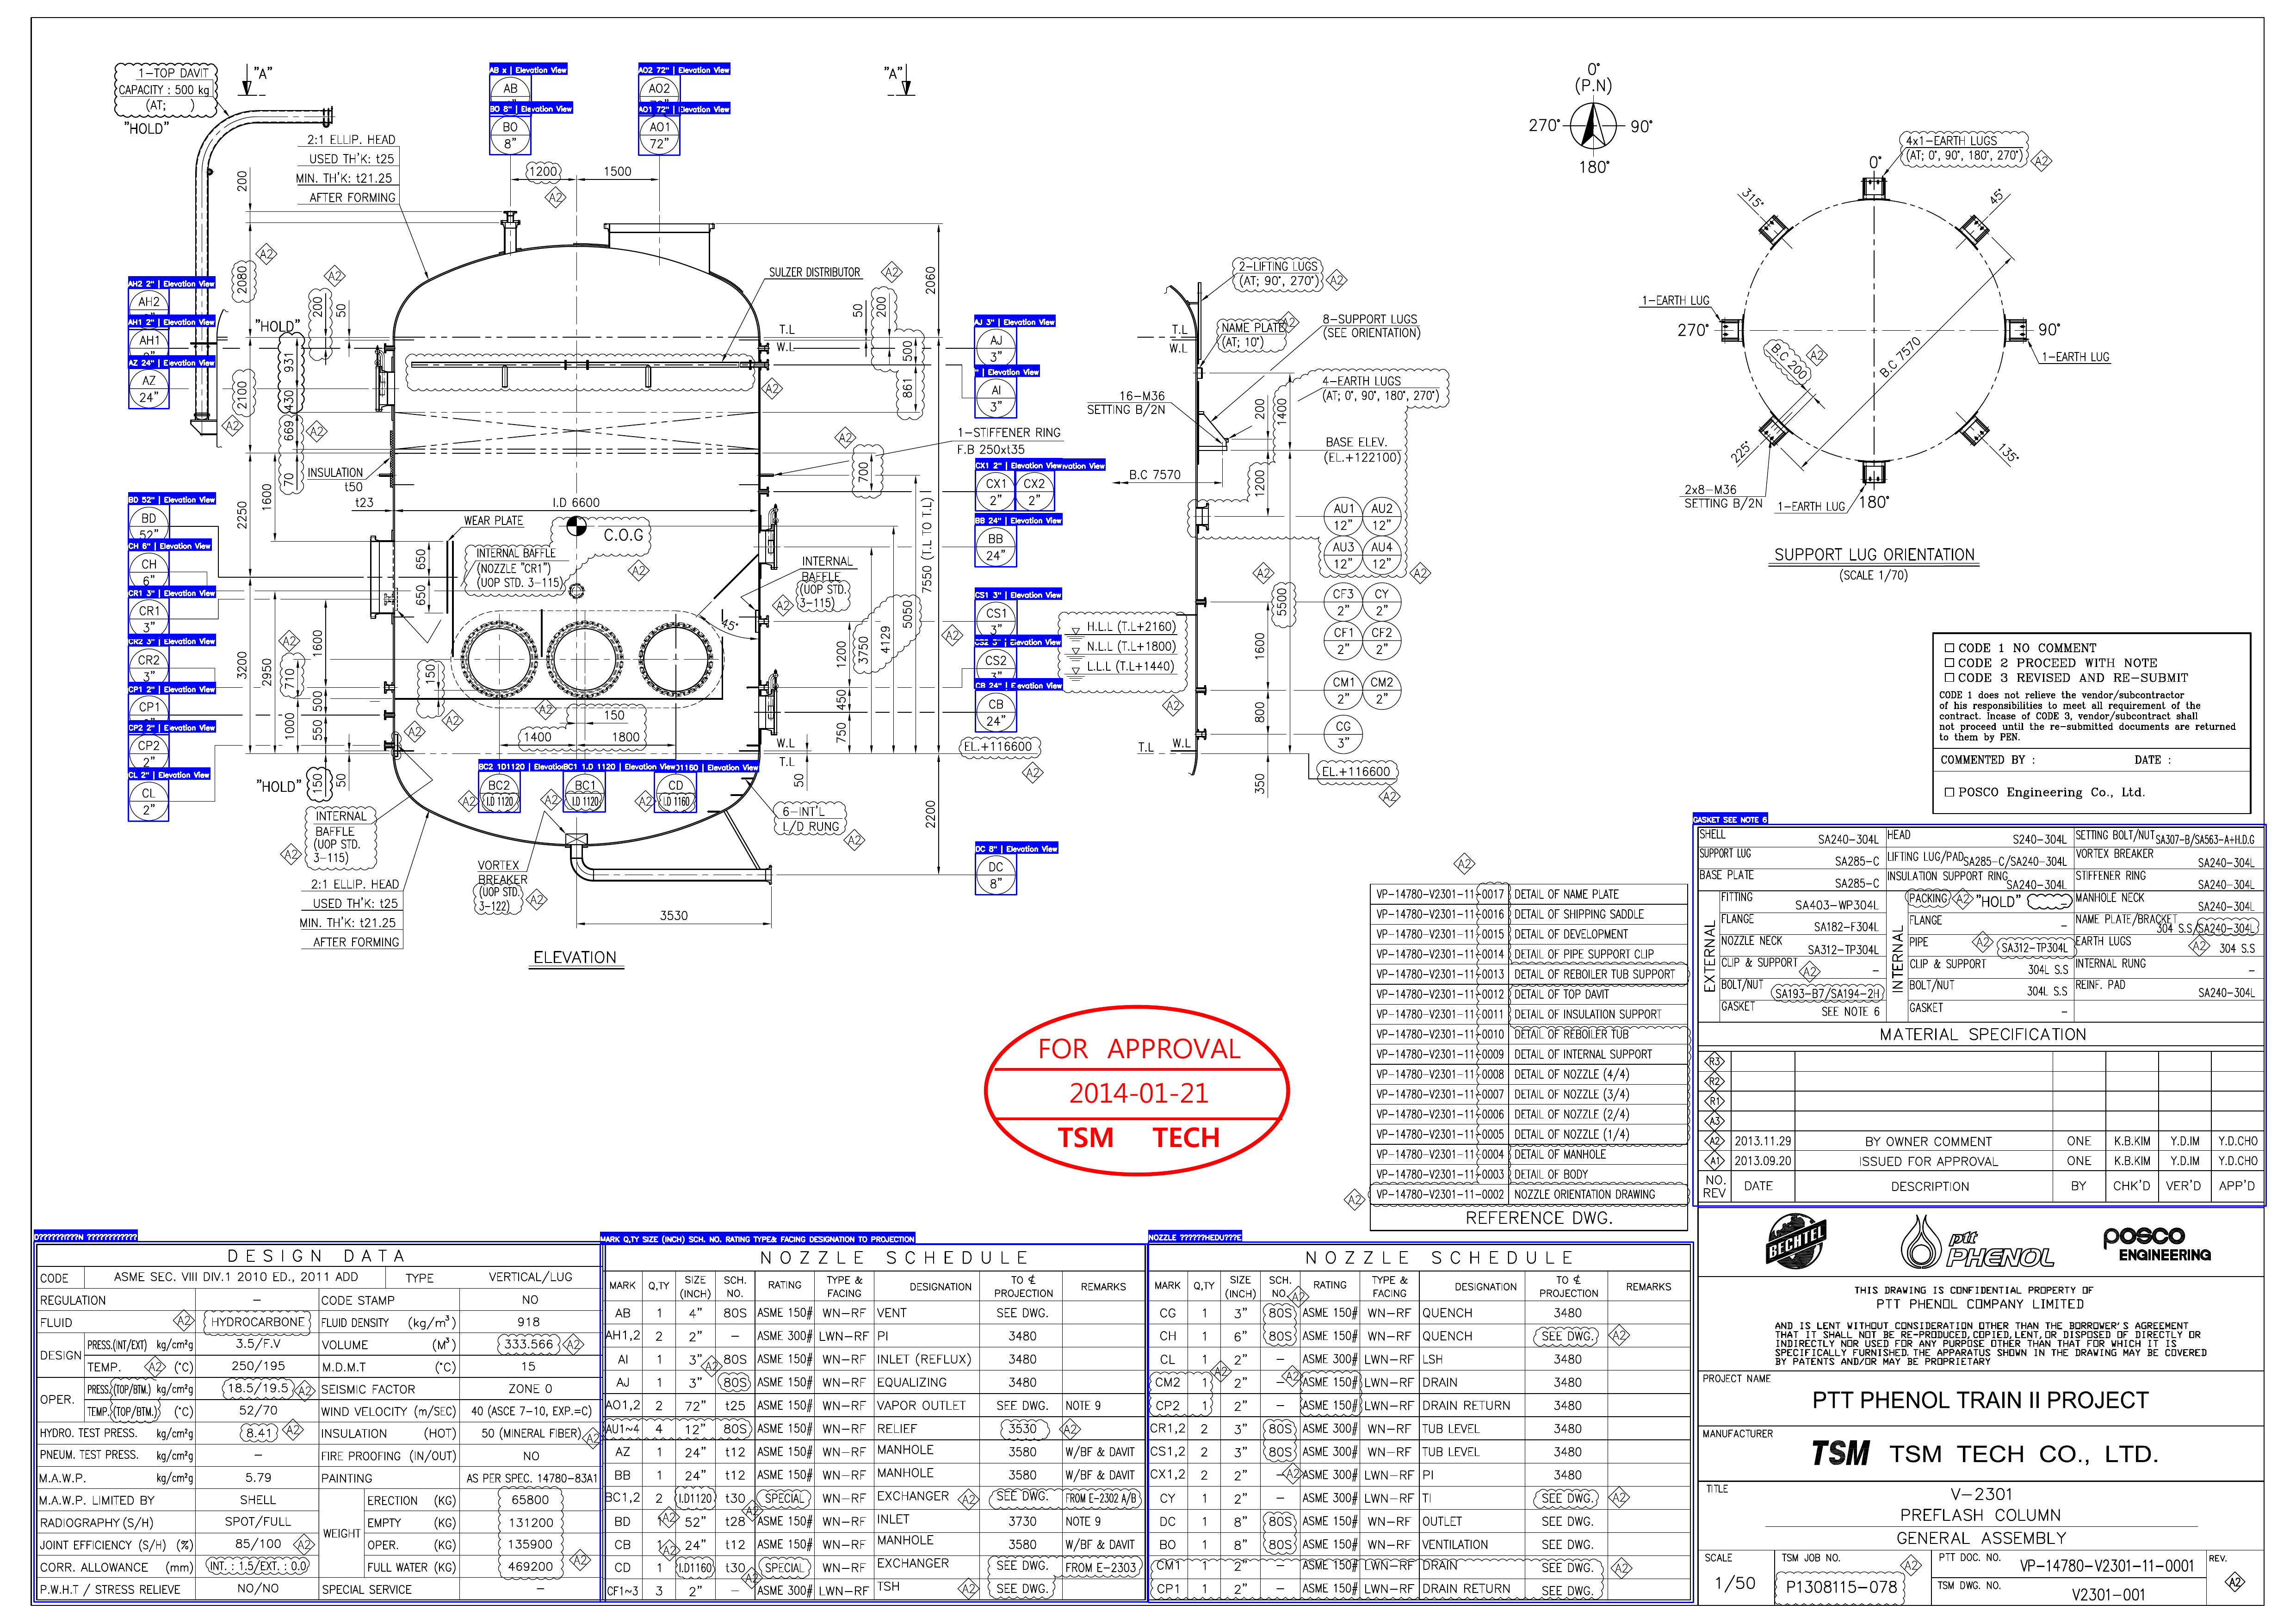 1-TOP DAVIT
CAPACITY : 500 kg
(AT; )
"HOLD"
"A"
"A"
AB x | Elevation View
AB
BO 8" | Elevation View
BO
8"
AO2 72" | Elevation View
AO2
AO1 72" | Elevation View
AO1
72"
2:1 ELLIP. HEAD
USED TH'K: t25
MIN. TH'K: t21.25
AFTER FORMING
1200
1500
A2
200
2080
2100
2250
3200
AH2 2" | Elevation View
AH2
AH1 2" | Elevation View
AH1
AZ 24" | Elevation View
AZ
24"
"HOLD"
931
430
669
70
200
50
1600
SULZER DISTRIBUTOR
50
200
500
861
2060
T.L
W.L
AJ 3" | Elevation View
AJ
3"
AI
3"
1-STIFFENER RING
F.B 250xt35
INSULATION
t50
t23
I.D 6600
WEAR PLATE
C.O.G
INTERNAL BAFFLE
(NOZZLE "CR1")
(UOP STD. 3-115)
INTERNAL
BAFFLE
(UOP STD.
3-115)
45°
700
7550 (T.L TO T.L)
5050
4129
3750
1200
450
750
650
650
2950
1600
710
500
1000
550
150
150
1400
1800
150
50
"HOLD"
CX1 2" | Elevation View
CX1
2"
CX2
2"
BB 24" | Elevation View
BB
24"
CS1 3" | Elevation View
CS1
3"
CS2 3" | Elevation View
CS2
3"
CB 24" | Elevation View
CB
24"
BD 52" | Elevation View
BD
52"
CH 6" | Elevation View
CH
6"
CR1 3" | Elevation View
CR1
3"
CR2 3" | Elevation View
CR2
3"
CP1 2" | Elevation View
CP1
CP2 2" | Elevation View
CP2
2"
CL 2" | Elevation View
CL
2"
H.L.L (T.L+2160)
N.L.L (T.L+1800)
L.L.L (T.L+1440)
EL.+116600
W.L
T.L
50
2200
BC2
I.D 1120
BC1
I.D 1120
CD
I.D 1160
6-INT'L
L/D RUNG
INTERNAL
BAFFLE
(UOP STD.
3-115)
2:1 ELLIP. HEAD
USED TH'K: t25
MIN. TH'K: t21.25
AFTER FORMING
VORTEX
BREAKER
(UOP STD.
3-122)
3530
DC 8" | Elevation View
DC
8"
ELEVATION
2-LIFTING LUGS
(AT; 90°, 270°)
T.L
W.L
NAME PLATE
(AT; 10°)
8-SUPPORT LUGS
(SEE ORIENTATION)
4-EARTH LUGS
(AT; 0°, 90°, 180°, 270°)
16-M36
SETTING B/2N
200
1400
BASE ELEV.
(EL.+122100)
B.C 7570
1200
5500
1600
800
350
AU1
12"
AU2
12"
AU3
12"
AU4
12"
CF3
2"
CY
2"
CF1
2"
CF2
2"
CM1
2"
CM2
2"
CG
3"
T.L
W.L
EL.+116600
0°
(P.N)
270°
90°
180°
4x1-EARTH LUGS
(AT; 0°, 90°, 180°, 270°)
0°
315°
45°
1-EARTH LUG
270°
90°
1-EARTH LUG
B.C 200
B.C 7570
225°
135°
2x8-M36
SETTING B/2N
1-EARTH LUG
180°
SUPPORT LUG ORIENTATION
(SCALE 1/70)
CODE 1 NO COMMENT
CODE 2 PROCEED WITH NOTE
CODE 3 REVISED AND RE-SUBMIT
CODE 1 does not relieve the vendor/subcontractor
of his responsibilities to meet all requirement of the
contract. Incase of CODE 3, vendor/subcontract shall
not proceed until the re-submitted documents are returned
to them by PEN.
COMMENTED BY : DATE :
POSCO Engineering Co., Ltd.
GASKET SEE NOTE 6
SHELL SA240-304L HEAD S240-304L SETTING BOLT/NUT SA307-B/SA563-A+H.D.G
SUPPORT LUG SA285-C LIFTING LUG/PAD SA285-C/SA240-304L VORTEX BREAKER SA240-304L
BASE PLATE SA285-C INSULATION SUPPORT RING SA240-304L STIFFENER RING SA240-304L
EXTERNAL
INTERNAL
FITTING SA403-WP304L PACKING A2 "HOLD" MANHOLE NECK SA240-304L
FLANGE SA182-F304L FLANGE - NAME PLATE/BRACKET 304 S.S/SA240-304L
NOZZLE NECK SA312-TP304L PIPE A2 SA312-TP304L EARTH LUGS A2 304 S.S
CLIP & SUPPORT A2 - CLIP & SUPPORT 304L S.S INTERNAL RUNG -
BOLT/NUT SA193-B7/SA194-2H BOLT/NUT 304L S.S REINF. PAD SA240-304L
GASKET SEE NOTE 6 GASKET -
MATERIAL SPECIFICATION
R3
R2
R1
A3
A2 2013.11.29 BY OWNER COMMENT ONE K.B.KIM Y.D.IM Y.D.CHO
A1 2013.09.20 ISSUED FOR APPROVAL ONE K.B.KIM Y.D.IM Y.D.CHO
NO. REV DATE DESCRIPTION BY CHK'D VER'D APP'D
VP-14780-V2301-11-0017 DETAIL OF NAME PLATE
VP-14780-V2301-11-0016 DETAIL OF SHIPPING SADDLE
VP-14780-V2301-11-0015 DETAIL OF DEVELOPMENT
VP-14780-V2301-11-0014 DETAIL OF PIPE SUPPORT CLIP
VP-14780-V2301-11-0013 DETAIL OF REBOILER TUB SUPPORT
VP-14780-V2301-11-0012 DETAIL OF TOP DAVIT
VP-14780-V2301-11-0011 DETAIL OF INSULATION SUPPORT
VP-14780-V2301-11-0010 DETAIL OF REBOILER TUB
VP-14780-V2301-11-0009 DETAIL OF INTERNAL SUPPORT
VP-14780-V2301-11-0008 DETAIL OF NOZZLE (4/4)
VP-14780-V2301-11-0007 DETAIL OF NOZZLE (3/4)
VP-14780-V2301-11-0006 DETAIL OF NOZZLE (2/4)
VP-14780-V2301-11-0005 DETAIL OF NOZZLE (1/4)
VP-14780-V2301-11-0004 DETAIL OF MANHOLE
VP-14780-V2301-11-0003 DETAIL OF BODY
VP-14780-V2301-11-0002 NOZZLE ORIENTATION DRAWING
REFERENCE DWG.
FOR APPROVAL
2014-01-21
TSM TECH
D??????I???N ????????????
DESIGN DATA
CODE ASME SEC. VIII DIV.1 2010 ED., 2011 ADD TYPE VERTICAL/LUG
REGULATION - CODE STAMP NO
FLUID A2 HYDROCARBONE FLUID DENSITY (kg/m³) 918
DESIGN PRESS.(INT/EXT) kg/cm²g 3.5/F.V VOLUME (M³) 333.566 A2
TEMP. A2 (°C) 250/195 M.D.M.T (°C) 15
OPER. PRESS.(TOP/BTM.) kg/cm²g 18.5/19.5 A2 SEISMIC FACTOR ZONE 0
TEMP.(TOP/BTM.) (°C) 52/70 WIND VELOCITY (m/SEC) 40 (ASCE 7-10, EXP.=C)
HYDRO. TEST PRESS. kg/cm²g 8.41 A2 INSULATION (HOT) 50 (MINERAL FIBER) A2
PNEUM. TEST PRESS. kg/cm²g - FIRE PROOFING (IN/OUT) NO
M.A.W.P. kg/cm²g 5.79 PAINTING AS PER SPEC. 14780-83A1
M.A.W.P. LIMITED BY SHELL WEIGHT ERECTION (KG) 65800
RADIOGRAPHY (S/H) SPOT/FULL EMPTY (KG) 131200
JOINT EFFICIENCY (S/H) (%) 85/100 A2 OPER. (KG) 135900
CORR. ALLOWANCE (mm) INT. : 1.5/EXT. : 0.0 FULL WATER (KG) 469200 A2
P.W.H.T / STRESS RELIEVE NO/NO SPECIAL SERVICE -
MARK Q,TY SIZE (INCH) SCH. NO. RATING TYPE& FACING DESIGNATION TO PROJECTION
NOZZLE SCHEDULE
MARK Q,TY SIZE (INCH) SCH. NO. RATING TYPE & FACING DESIGNATION TO ℄ PROJECTION REMARKS
AB 1 4" 80S ASME 150# WN-RF VENT SEE DWG.
AH1,2 2 2" - ASME 300# LWN-RF PI 3480
AI 1 3" 80S ASME 150# WN-RF INLET (REFLUX) 3480
AJ 1 3" 80S ASME 150# WN-RF EQUALIZING 3480
AO1,2 2 72" t25 ASME 150# WN-RF VAPOR OUTLET SEE DWG. NOTE 9
AU1~4 4 12" 80S ASME 150# WN-RF RELIEF 3530 A2
AZ 1 24" t12 ASME 150# WN-RF MANHOLE 3580 W/BF & DAVIT
BB 1 24" t12 ASME 150# WN-RF MANHOLE 3580 W/BF & DAVIT
BC1,2 2 I.D1120 t30 SPECIAL WN-RF EXCHANGER A2 SEE DWG. FROM E-2302 A/B
BD 1 52" t28 ASME 150# WN-RF INLET 3730 NOTE 9
CB 1 24" t12 ASME 150# WN-RF MANHOLE 3580 W/BF & DAVIT
CD 1 I.D1160 t30 SPECIAL WN-RF EXCHANGER SEE DWG. FROM E-2303
CF1~3 3 2" - ASME 300# LWN-RF TSH A2 SEE DWG.
NOZZLE ??????HEDU???E
NOZZLE SCHEDULE
MARK Q,TY SIZE (INCH) SCH. NO. RATING TYPE & FACING DESIGNATION TO ℄ PROJECTION REMARKS
CG 1 3" 80S ASME 150# WN-RF QUENCH 3480
CH 1 6" 80S ASME 150# WN-RF QUENCH SEE DWG. A2
CL 1 2" - ASME 300# LWN-RF LSH 3480
CM2 1 2" - ASME 150# LWN-RF DRAIN 3480
CP2 1 2" - ASME 150# LWN-RF DRAIN RETURN 3480
CR1,2 2 3" 80S ASME 150# WN-RF TUB LEVEL 3480
CS1,2 2 3" 80S ASME 150# WN-RF TUB LEVEL 3480
CX1,2 2 2" - A2 ASME 300# LWN-RF PI 3480
CY 1 2" - ASME 300# LWN-RF TI SEE DWG. A2
DC 1 8" 80S ASME 150# WN-RF OUTLET SEE DWG.
BO 1 8" 80S ASME 150# WN-RF VENTILATION SEE DWG.
CM1 1 2" - ASME 150# LWN-RF DRAIN SEE DWG. A2
CP1 1 2" - ASME 150# LWN-RF DRAIN RETURN SEE DWG.
BECHTEL
ptt PHENOL
posco ENGINEERING
THIS DRAWING IS CONFIDENTIAL PROPERTY OF
PTT PHENOL COMPANY LIMITED
AND IS LENT WITHOUT CONSIDERATION OTHER THAN THE BORROWER'S AGREEMENT
THAT IT SHALL NOT BE RE-PRODUCED,COPIED,LENT,OR DISPOSED OF DIRECTLY OR
INDIRECTLY NOR USED FOR ANY PURPOSE OTHER THAN THAT FOR WHICH IT IS
SPECIFICALLY FURNISHED.THE APPARATUS SHOWN IN THE DRAWING MAY BE COVERED
BY PATENTS AND/OR MAY BE PROPRIETARY
PROJECT NAME
PTT PHENOL TRAIN II PROJECT
MANUFACTURER
TSM TSM TECH CO., LTD.
TITLE
V-2301
PREFLASH COLUMN
GENERAL ASSEMBLY
SCALE
1/50
TSM JOB NO. A2
P1308115-078
PTT DOC. NO. VP-14780-V2301-11-0001
TSM DWG. NO. V2301-001
REV.
A2